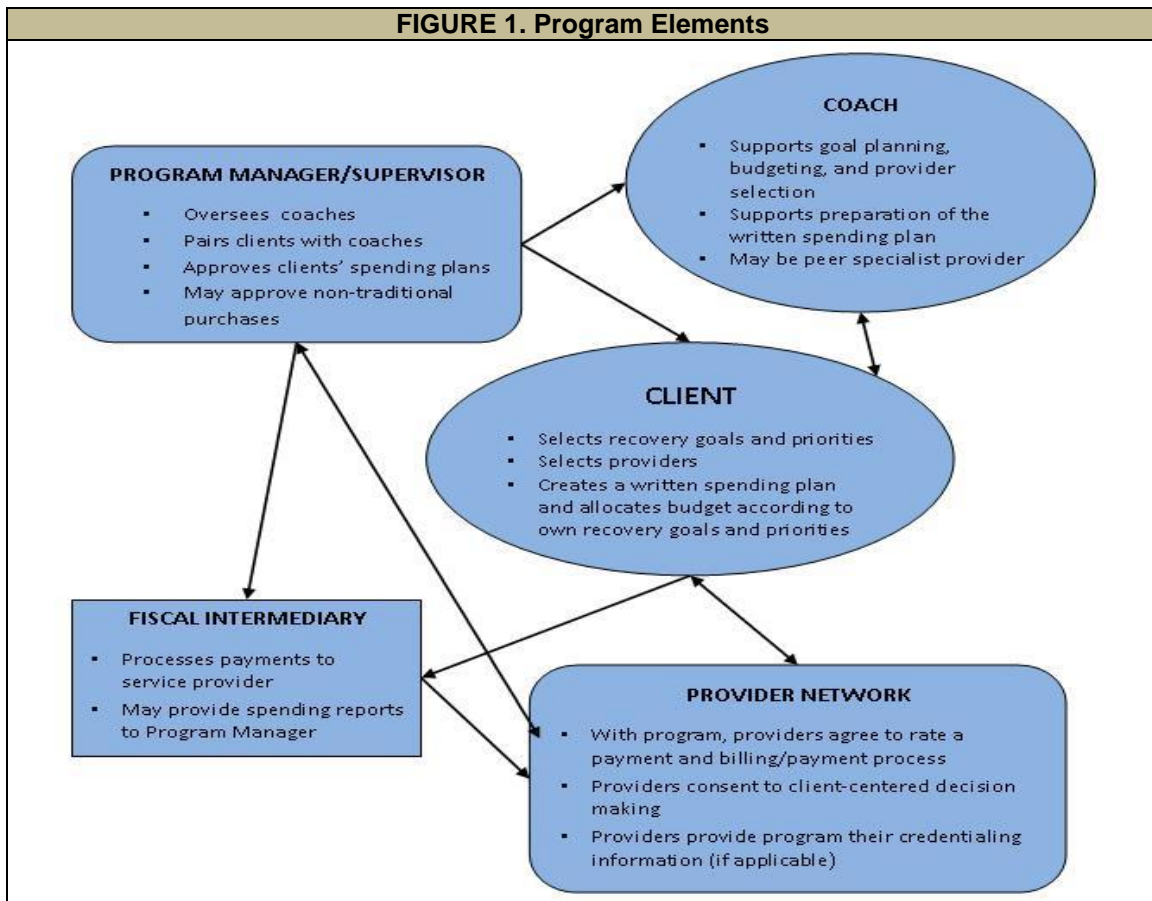 FIGURE 1. Program Elements
COACH
▪ Supports goal planning,
budgeting, and provider
selection
▪ Supports preparation of the
written spending plan
▪ May be peer specialist provider
PROGRAM MANAGER/SUPERVISOR
▪ Oversees coaches
▪ Pairs clients with coaches
▪ Approves clients' spending plans
▪ May approve non-traditional
purchases
CLIENT
▪ Selects recovery goals and priorities
▪ Selects providers
▪ Creates a written spending plan
and allocates budget according to
own recovery goals and priorities
FISCAL INTERMEDIARY
▪ Processes payments to
service provider
▪ May provide spending reports
to Program Manager
PROVIDER NETWORK
▪ With program, providers agree to rate a
payment and billing/payment process
▪ Providers consent to client-centered decision
making
▪ Providers provide program their credentialing
information (if applicable)